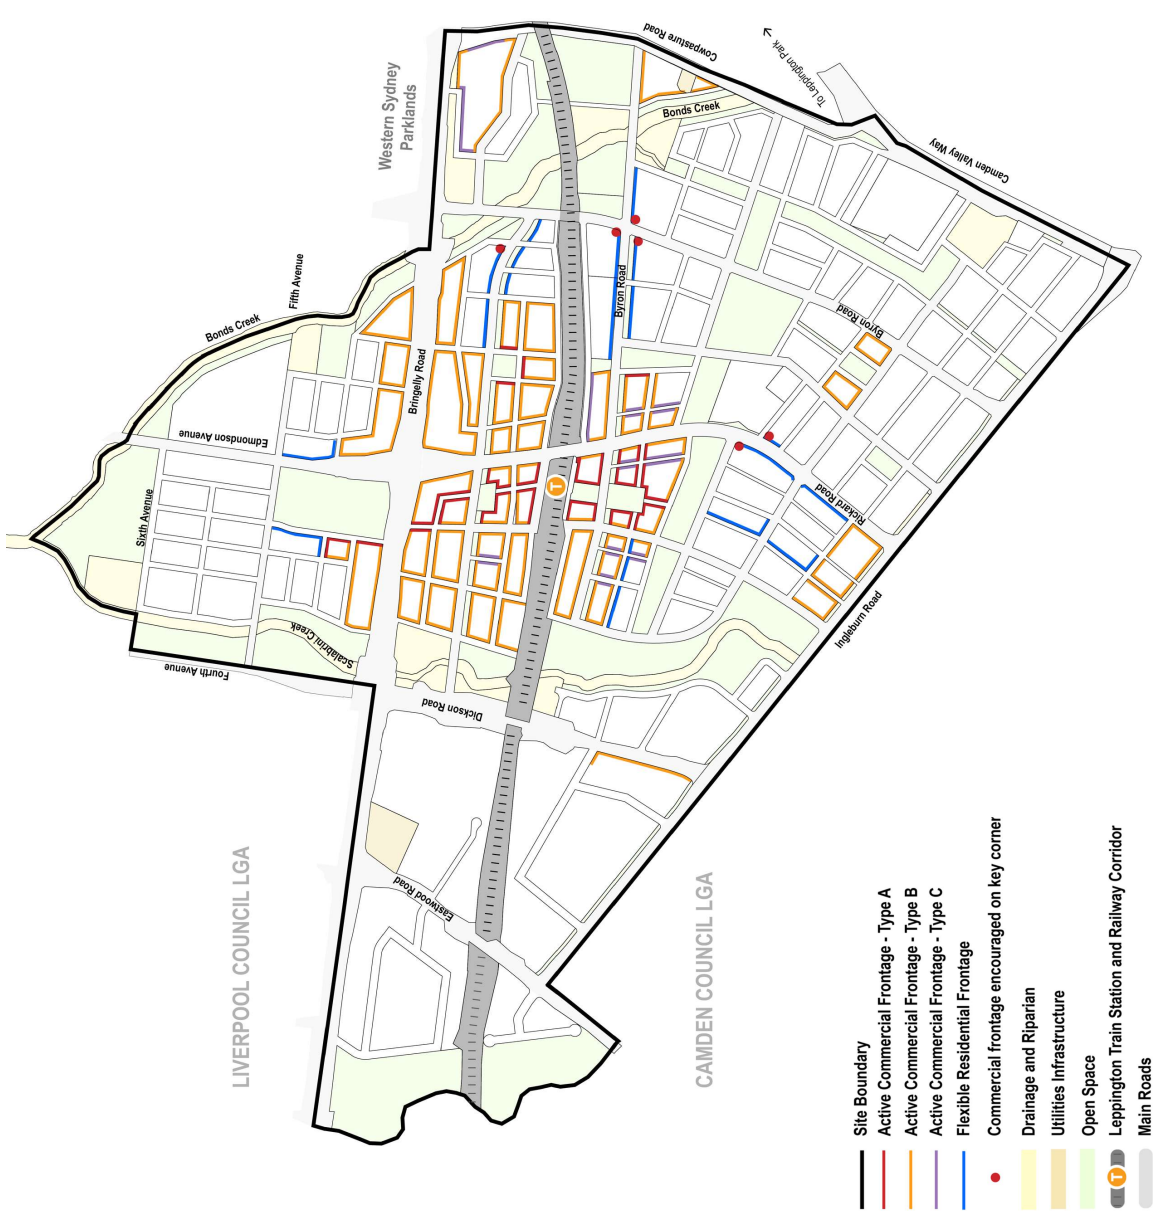 Western Sydney
Parklands
Cowpasture Road
To Leppington Park
Bonds Creek
Camden Valley Way
Fifth Avenue
Bonds Creek
Bringelly Road
Byron Road
Byron Road
Edmondson Avenue
Sixth Avenue
T
Rickard Road
Ingleburn Road
Scalabrini Creek
Fourth Avenue
Dickson Road
Eastwood Road
LIVERPOOL COUNCIL LGA
CAMDEN COUNCIL LGA
Site Boundary
Active Commercial Frontage - Type A
Active Commercial Frontage - Type B
Active Commercial Frontage - Type C
Flexible Residential Frontage
Commercial frontage encouraged on key corner
Drainage and Riparian
Utilities Infrastructure
Open Space
T
Leppington Train Station and Railway Corridor
Main Roads